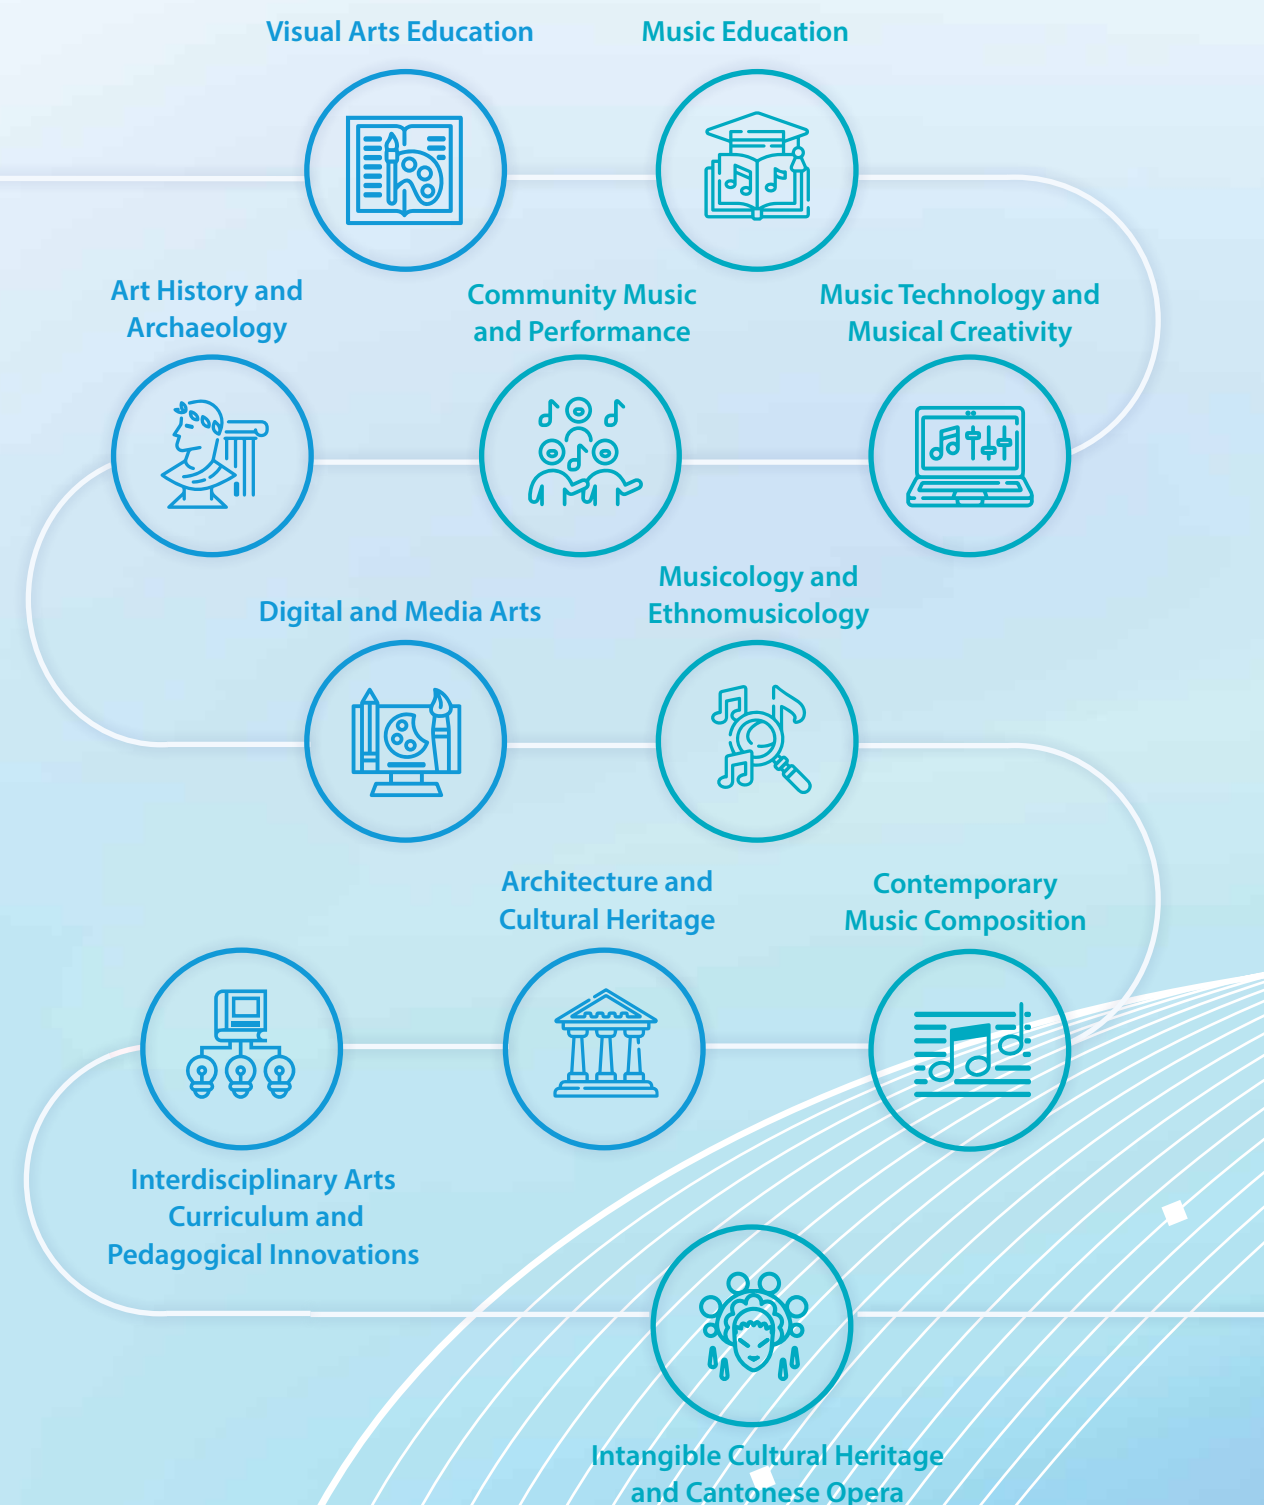 Visual Arts Education
Music Education
Art History and
Archaeology
Community Music
and Performance
Music Technology and
Musical Creativity
Digital and Media Arts
Musicology and
Ethnomusicology
Architecture and
Cultural Heritage
Contemporary
Music Composition
Interdisciplinary Arts
Curriculum and
Pedagogical Innovations
Intangible Cultural Heritage
and Cantonese Opera